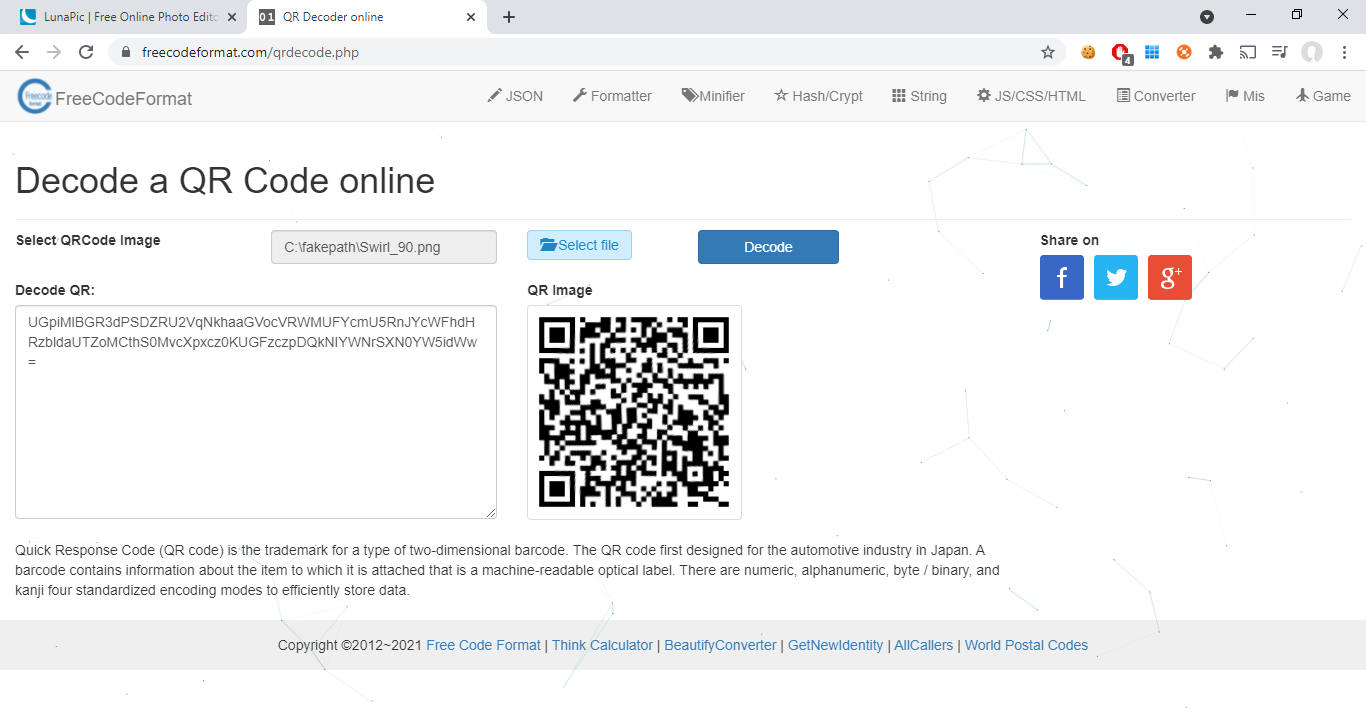 LunaPic | Free Online Photo Edito
QR Decoder online
freecodeformat.com/qrdecode.php
4
FreeCodeFormat
JSON
Formatter
Minifier
Hash/Crypt
String
JS/CSS/HTML
Converter
Mis
Game
Decode a QR Code online
Select QRCode Image
C:\fakepath\Swirl_90.png
Select file
Decode
Share on
Decode QR:
QR Image
UGpiMlBGR3dPSDZRU2VqNkhaaGVocVRWMUFYcmU5RnJYcWFhdH
RzbldaUTZoMCthS0MvcXpxcz0KUGFzczpDQkNIYWNrSXN0YW5idWw
=
Quick Response Code (QR code) is the trademark for a type of two-dimensional barcode. The QR code first designed for the automotive industry in Japan. A
barcode contains information about the item to which it is attached that is a machine-readable optical label. There are numeric, alphanumeric, byte / binary, and
kanji four standardized encoding modes to efficiently store data.
Copyright ©2012~2021 Free Code Format | Think Calculator | BeautifyConverter | GetNewIdentity | AllCallers | World Postal Codes